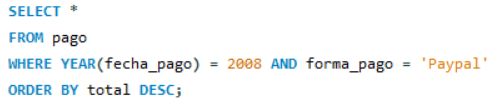 SELECT *
FROM pago
WHERE YEAR(fecha_pago) = 2008 AND forma_pago = 'Paypal'
ORDER BY total DESC;